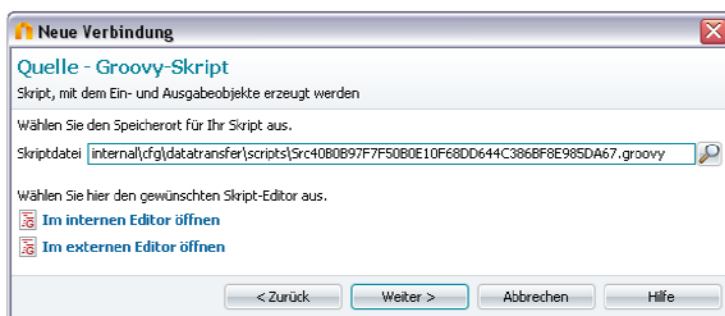 Neue Verbindung
Quelle - Groovy-Skript
Skript, mit dem Ein- und Ausgabeobjekte erzeugt werden
Wählen Sie den Speicherort für Ihr Skript aus.
Skriptdatei internal\cfg\datatransfer\scripts\Src40B0B97F7F50B0E10F68DD644C386BF8E985DA67.groovy
Wählen Sie hier den gewünschten Skript-Editor aus.
Im internen Editor öffnen
Im externen Editor öffnen
< Zurück Weiter > Abbrechen Hilfe